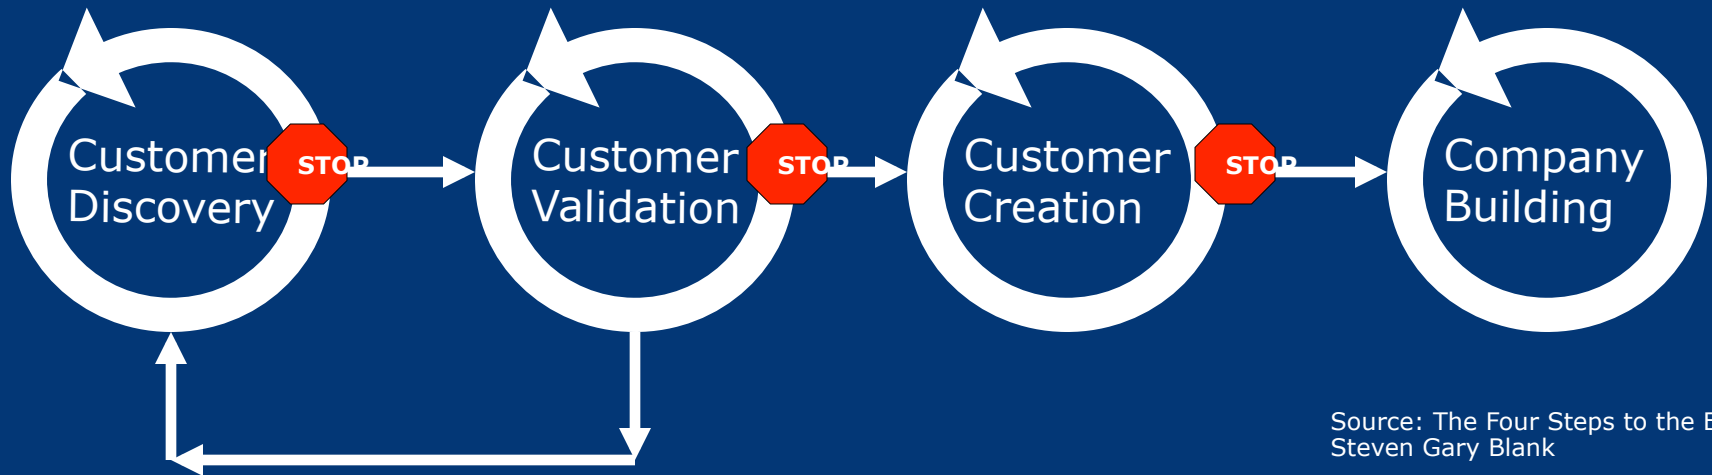 Customer
Discovery
STOP
Customer
Validation
STOP
Customer
Creation
STOP
Company
Building
Source: The Four Steps to the
Steven Gary Blank